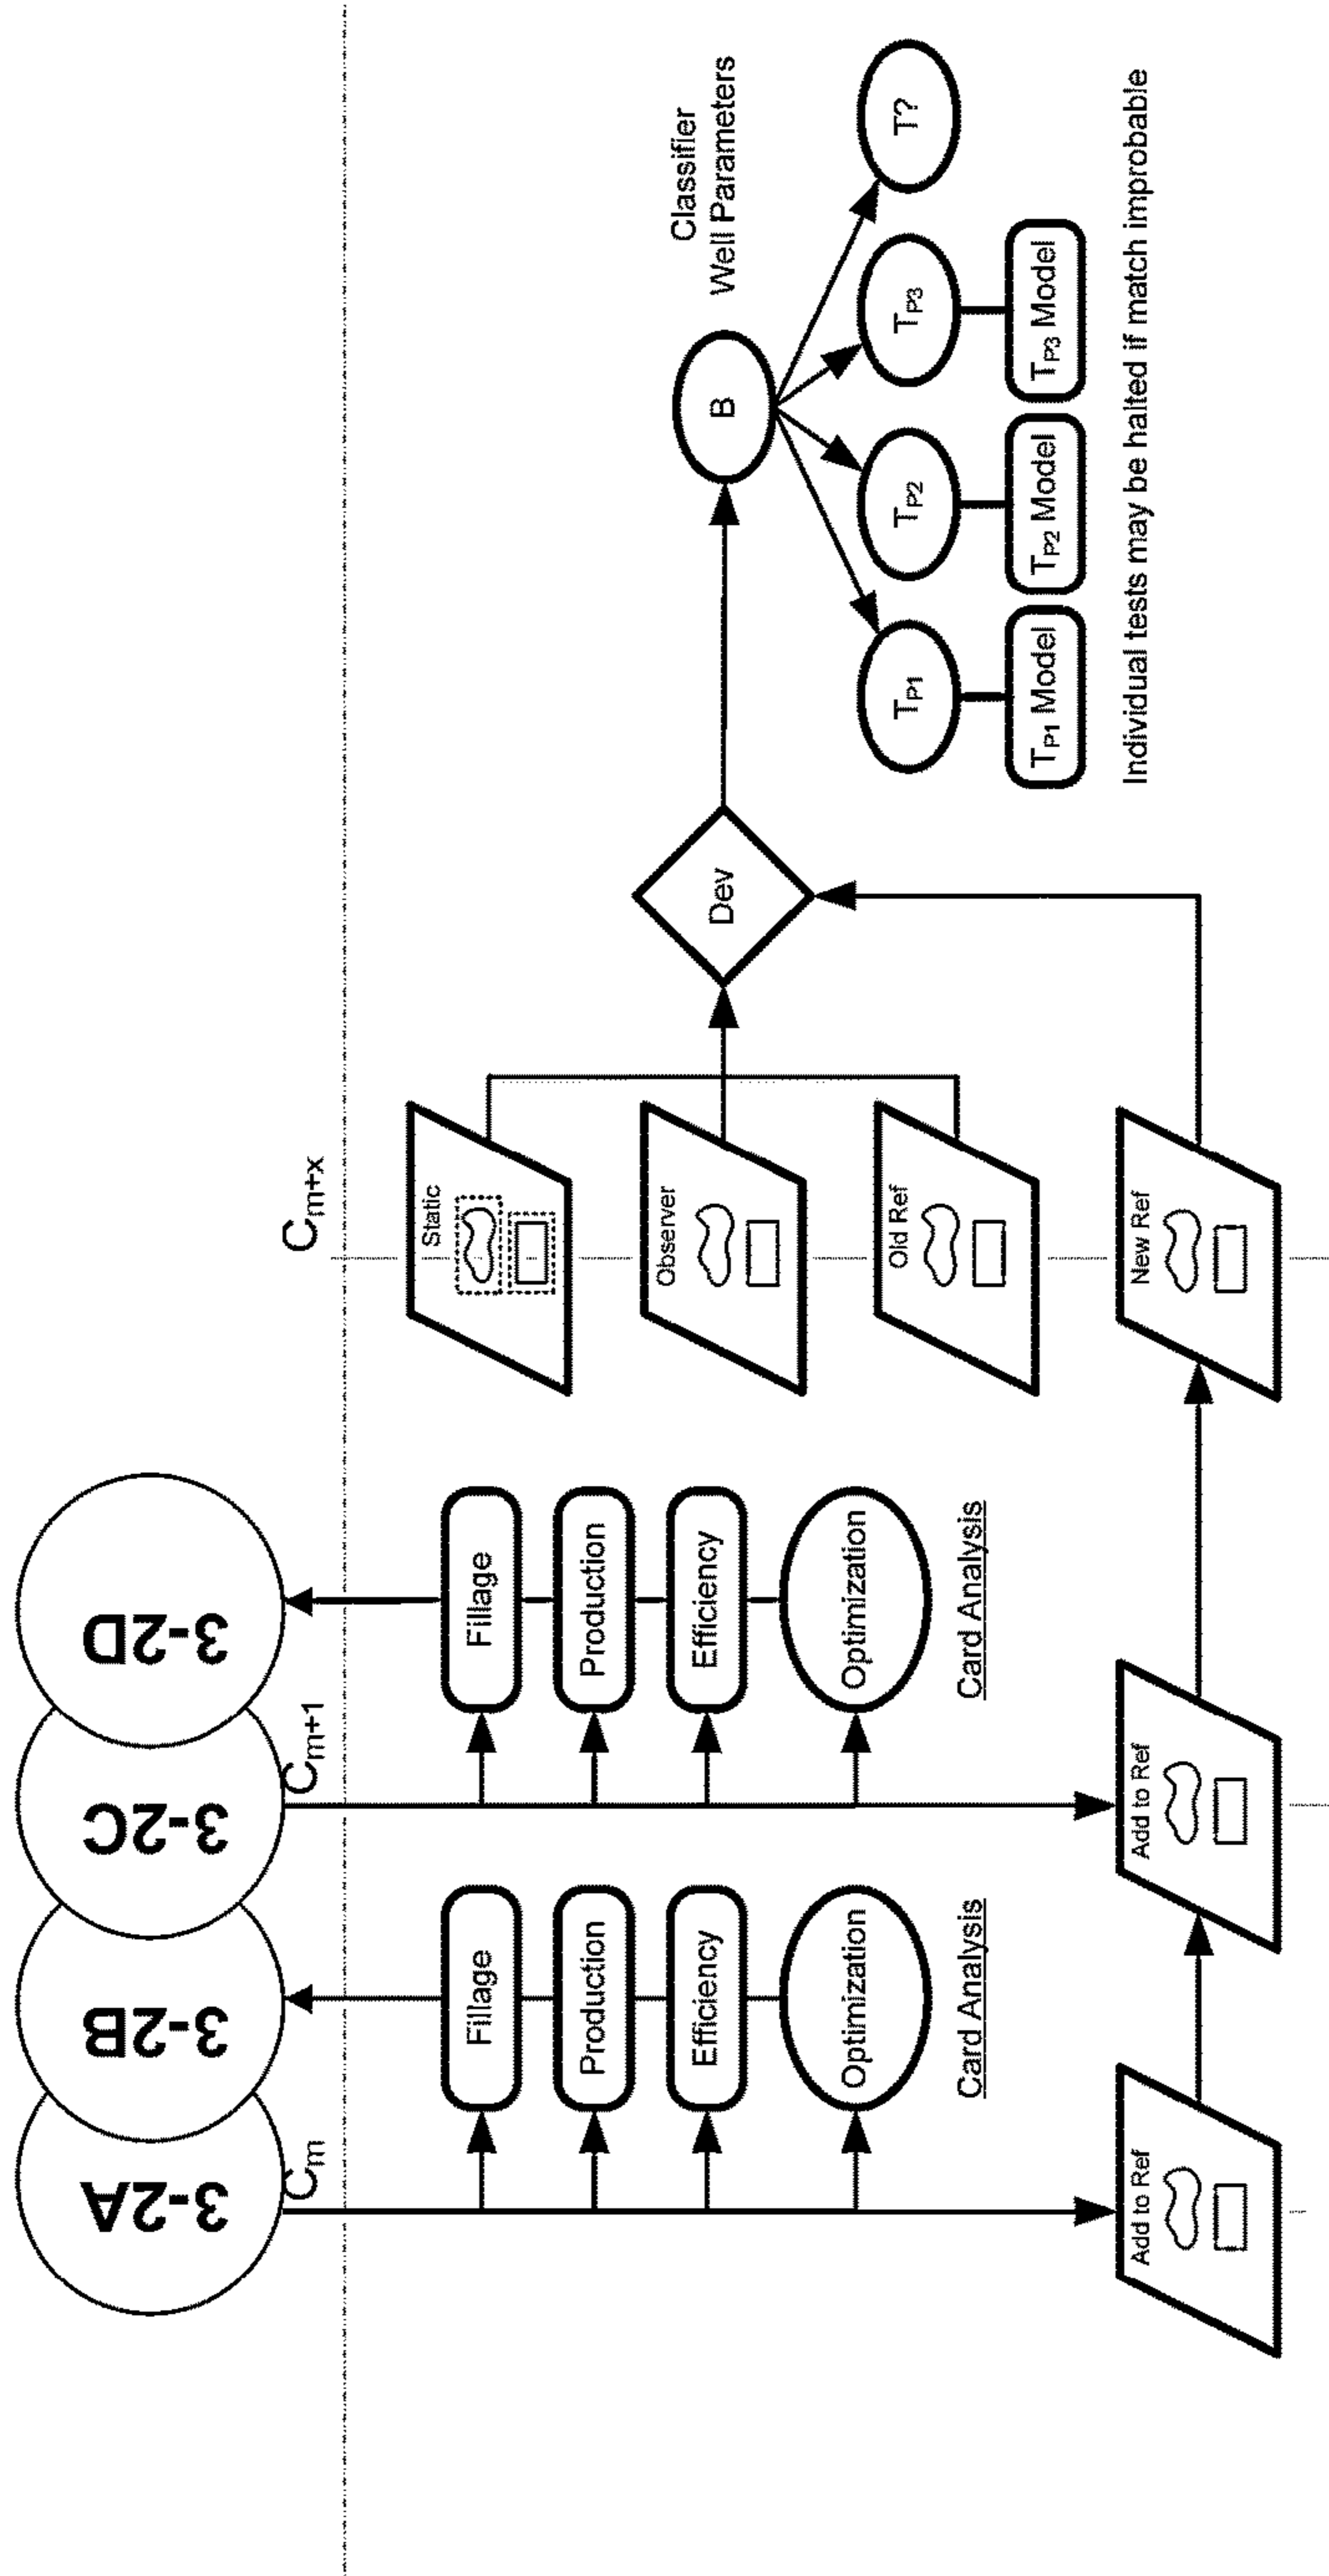 3-2A
3-2B
3-2C
3-2D
Cm
Cm+1
Cm+x
Fillage
Production
Efficiency
Optimization
Card Analysis
Add to Ref
Fillage
Production
Efficiency
Optimization
Card Analysis
Add to Ref
Static
Observer
Old Ref
New Ref
Dev
B
Classifier
Well Parameters
TP1
TP2
TP3
T?
TP1 Model
TP2 Model
TP3 Model
Individual tests may be halted if match improbable